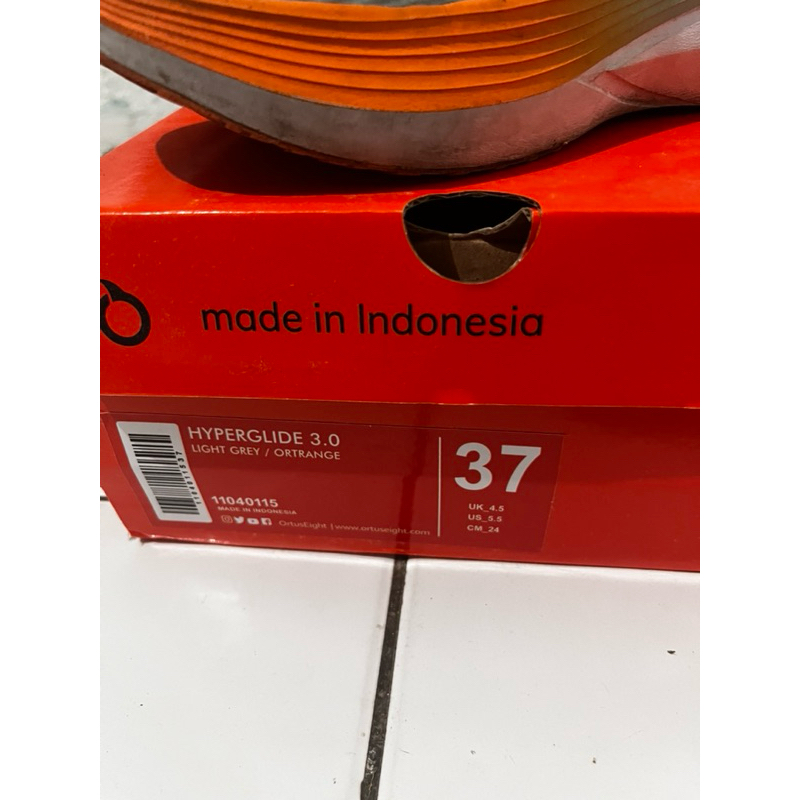 made in Indonesia
HYPERGLIDE 3.0
LIGHT GREY / ORTRANGE
11040115
MADE IN INDONESIA
OrtusEight | www.ortuseight.com
37
UK_4.5
US_5.5
CM_24
1104011537